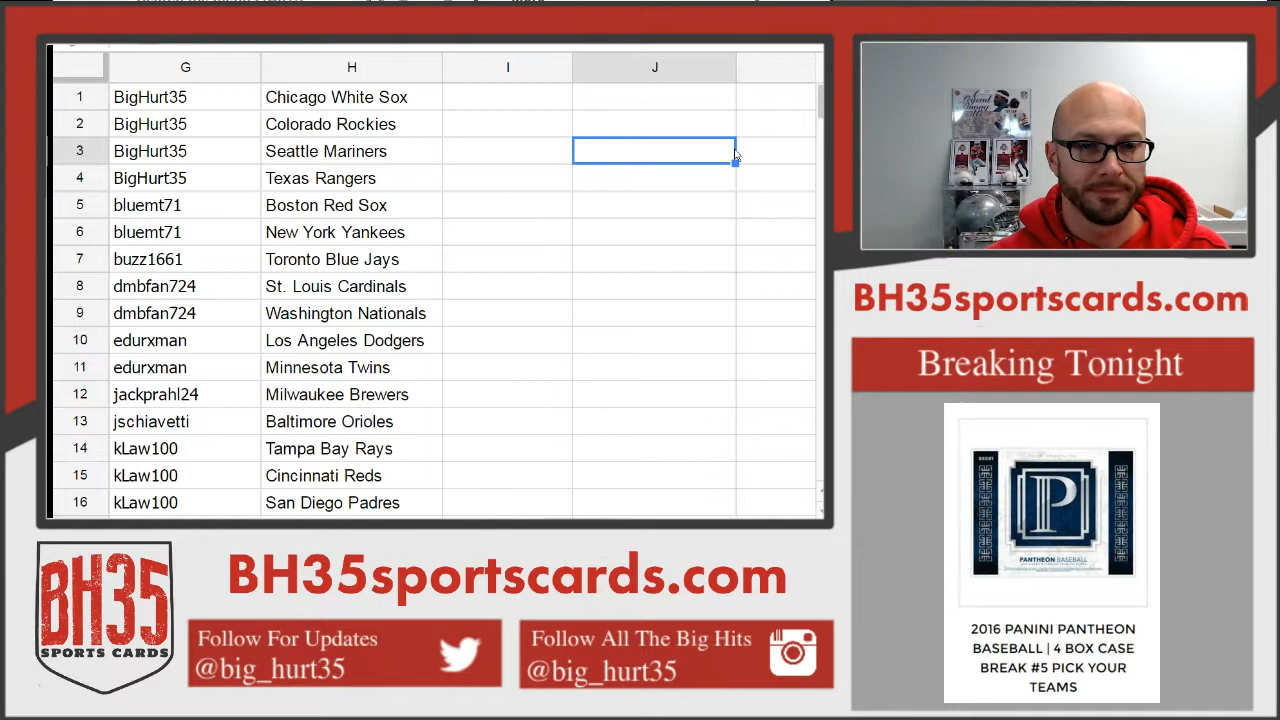 G H I J
1 BigHurt35 Chicago White Sox
2 BigHurt35 Colorado Rockies
3 BigHurt35 Seattle Mariners
4 BigHurt35 Texas Rangers
5 bluemt71 Boston Red Sox
6 bluemt71 New York Yankees
7 buzz1661 Toronto Blue Jays
8 dmbfan724 St. Louis Cardinals
9 dmbfan724 Washington Nationals
10 edurxman Los Angeles Dodgers
11 edurxman Minnesota Twins
12 jackprahl24 Milwaukee Brewers
13 jschiavetti Baltimore Orioles
14 kLaw100 Tampa Bay Rays
15 kLaw100 Cincinnati Reds
16 kLaw100 San Diego Padres
BH35sportscards.com
Breaking Tonight
P
PANTHEON BASEBALL
2016 PANINI PANTHEON
BASEBALL | 4 BOX CASE
BREAK #5 PICK YOUR
TEAMS
BH35
SPORTS CARDS
BH35sportscards.com
Follow For Updates
@big_hurt35
Follow All The Big Hits
@big_hurt35